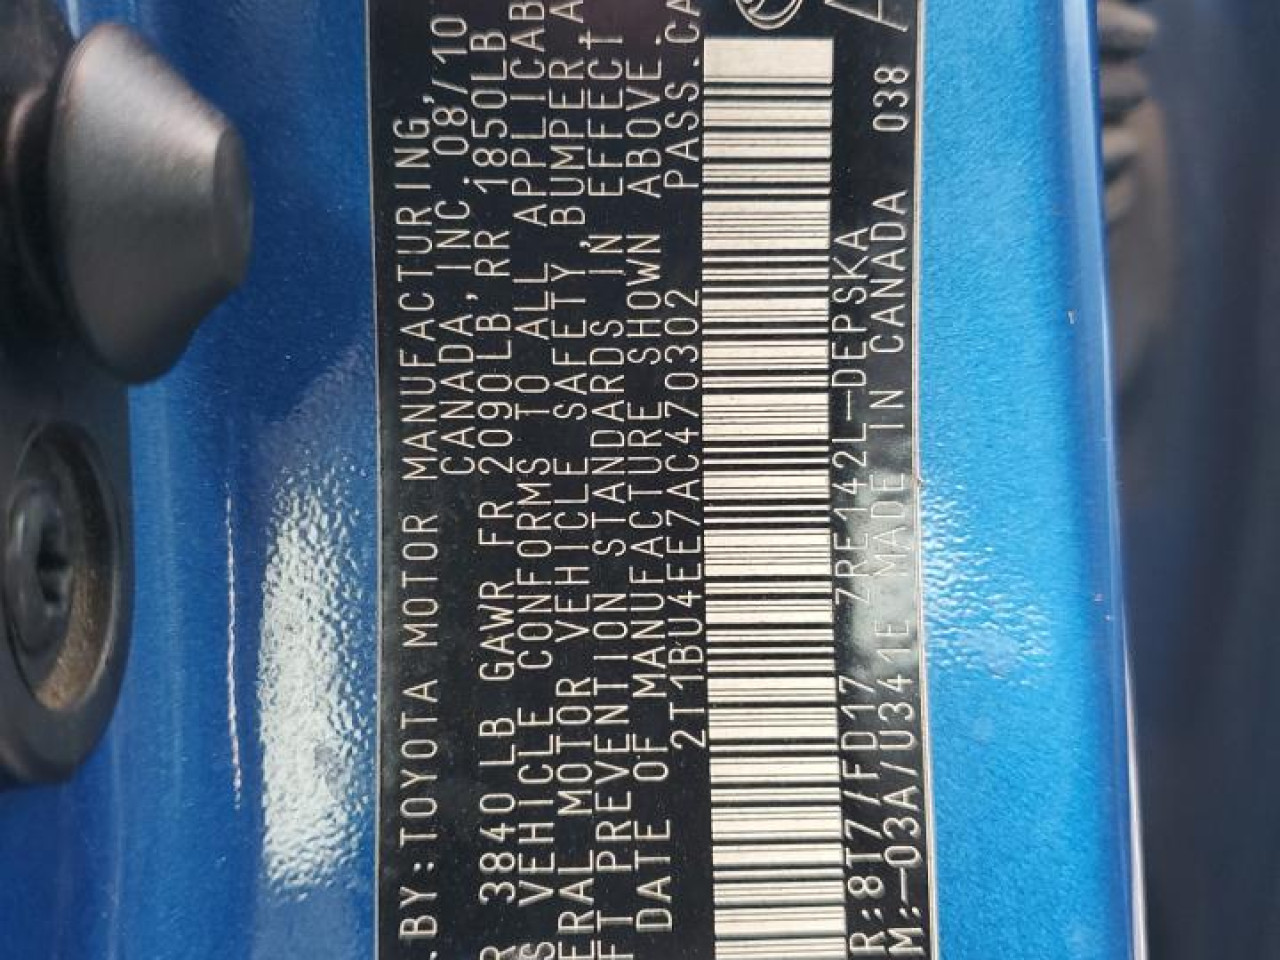 .BY:TOYOTA MOTOR MANUFACTURING,
CANADA, INC. 08/10
R 3840 LB GAWR FR 2090LB, RR 1850LB
S VEHICLE CONFORMS TO ALL APPLICAB
ERAL MOTOR VEHICLE SAFETY, BUMPER, A
FT PREVENTION STANDARDS IN EFFECT
DATE OF MANUFACTURE SHOWN ABOVE.
2T1BU4EE7AC470302 PASS.CA
R:8T7/FD17 ZRE142L-DEPSKA
M:-03A/U341E MADE IN CANADA 038